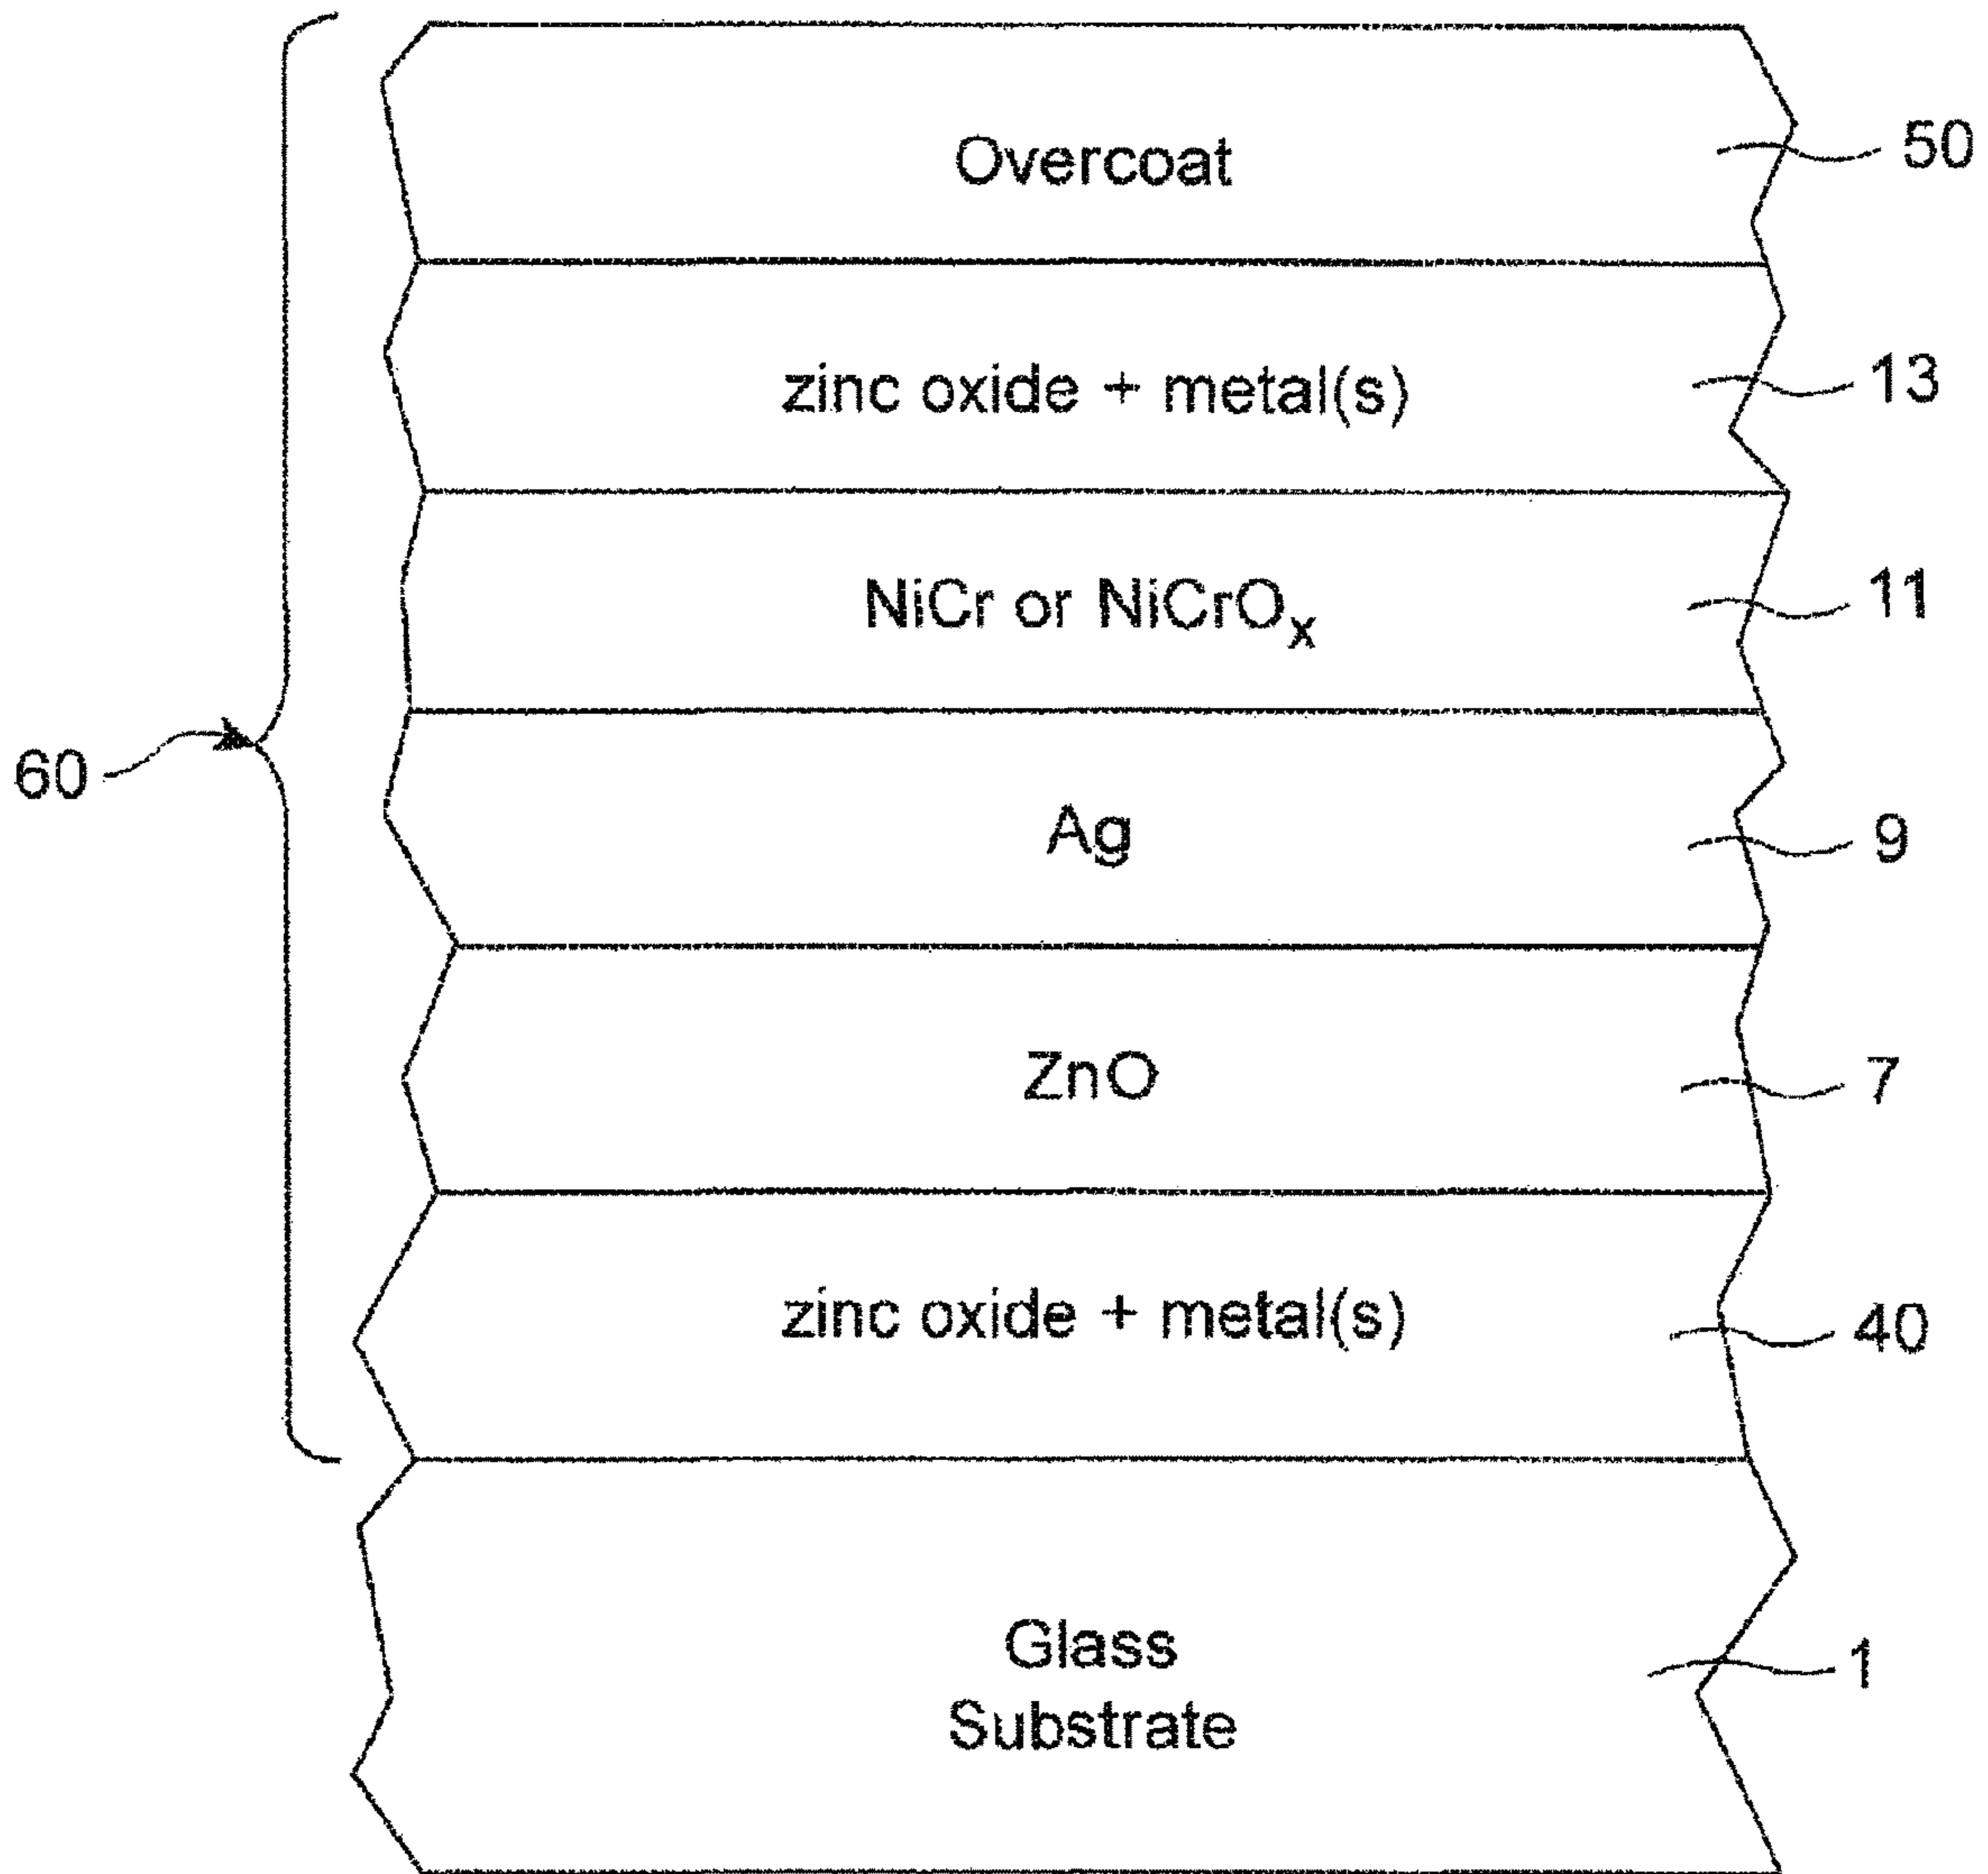 Overcoat
50
zinc oxide + metal(s)
13
NiCr or NiCrOx
11
60
Ag
9
ZnO
7
zinc oxide + metal(s)
40
Glass
Substrate
1